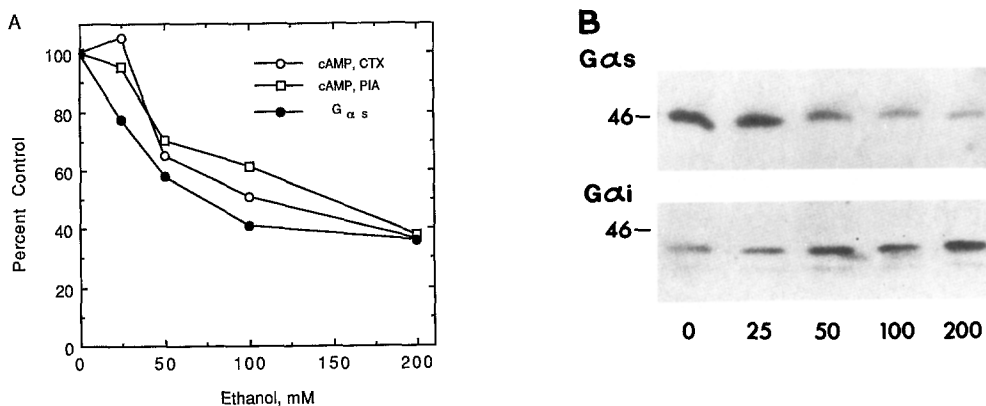 A
Percent Control
100
80
60
40
20
0
cAMP, CTX
cAMP, PIA
G α s
0 50 100 150 200
Ethanol, mM
B
Gαs
46–
Gαi
46–
0 25 50 100 200